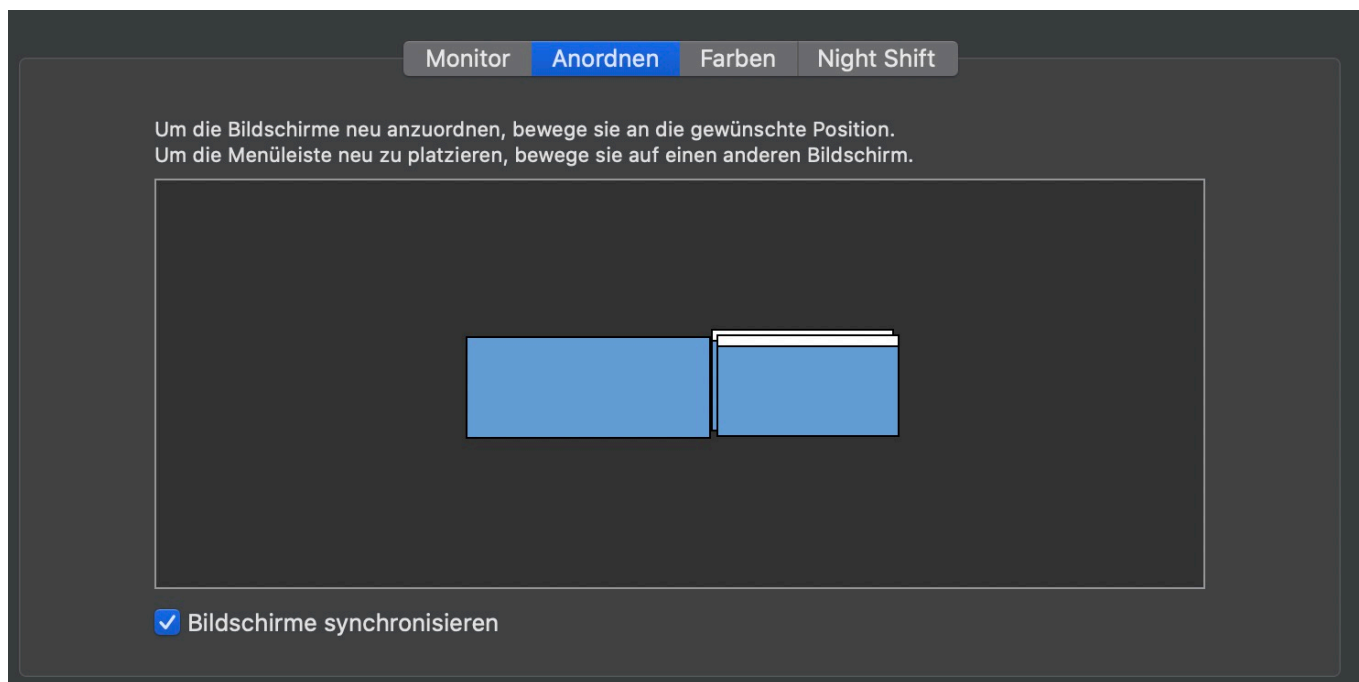 Monitor Anordnen Farben Night Shift
Um die Bildschirme neu anzuordnen, bewege sie an die gewünschte Position.
Um die Menüleiste neu zu platzieren, bewege sie auf einen anderen Bildschirm.
Bildschirme synchronisieren